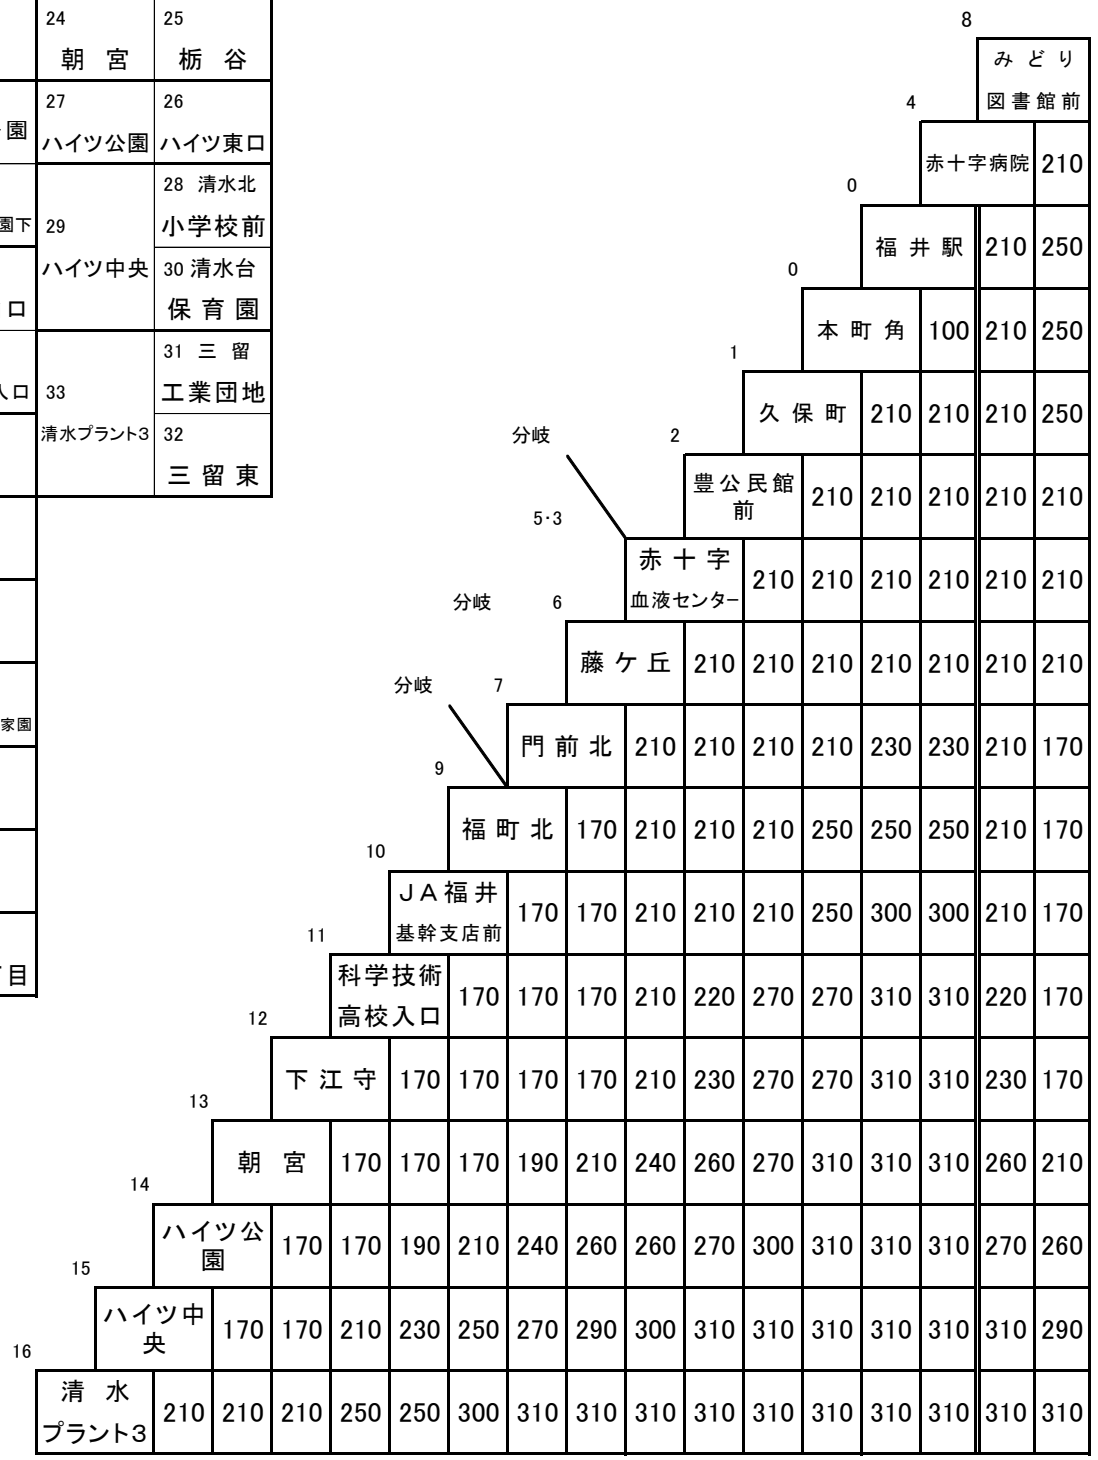 24 25 8
朝 宮 栃 谷 み ど り
27 26 4 図書館前
園 ハイツ公園 ハイツ東口 赤十字病院 210
28 清水北 0
園下 29 小学校前 福 井 駅 210 250
ハイツ中央 30 清水台 0
口 保 育 園 本 町 角 100 210 250
31 三 留 1
入口 33 工業団地 久 保 町 210 210 210 250
清水プラント3 32 分岐 2
三 留 東 豊公民館
前 210 210 210 210 210
5・3
赤 十 字
血液センター 210 210 210 210 210 210
分岐 6
藤 ケ 丘 210 210 210 210 210 210 210
分岐 7
家園 門 前 北 210 210 210 210 230 230 210 170
9
福 町 北 170 210 210 210 250 250 250 210 170
10
JA福井
基幹支店前 170 170 210 210 210 250 300 300 210 170
11
目 科学技術
高校入口 170 170 170 210 220 270 270 310 310 220 170
12
下 江 守 170 170 170 170 210 230 270 270 310 310 230 170
13
朝 宮 170 170 170 190 210 240 260 270 310 310 310 260 210
14
ハイツ公
園 170 170 190 210 240 260 260 270 300 310 310 310 270 260
15
ハイツ中
央 170 170 210 230 250 270 290 300 310 310 310 310 310 310 290
16
清 水
プラント3 210 210 210 250 250 300 310 310 310 310 310 310 310 310 310 310